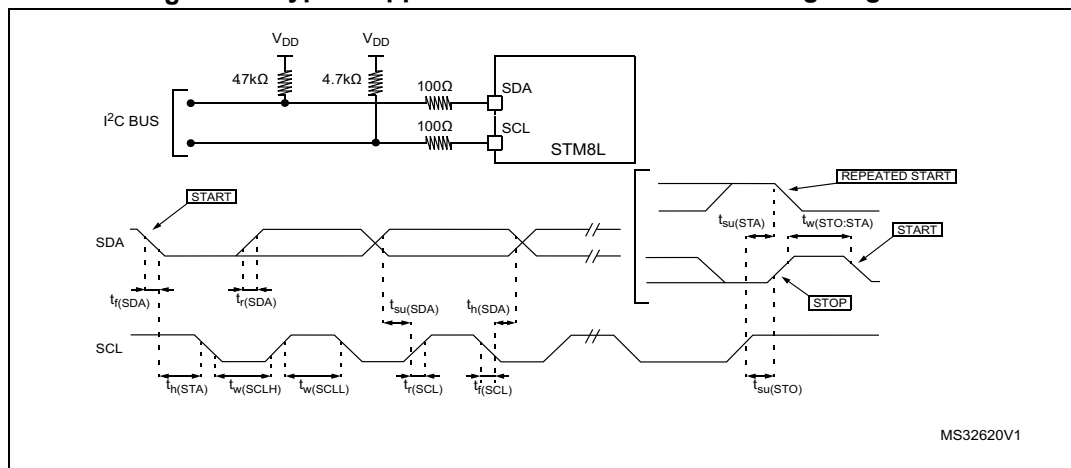 V_DD V_DD
4.7kΩ 4.7kΩ
100Ω
SDA
I²C BUS
100Ω
SCL
STM8L
REPEATED START
START
t_su(STA) t_w(STO:STA)
START
SDA
t_f(SDA) t_r(SDA) t_su(SDA) t_h(SDA)
STOP
SCL
t_h(STA) t_w(SCLH) t_w(SCLL) t_r(SCL) t_f(SCL) t_su(STO)
MS32620V1